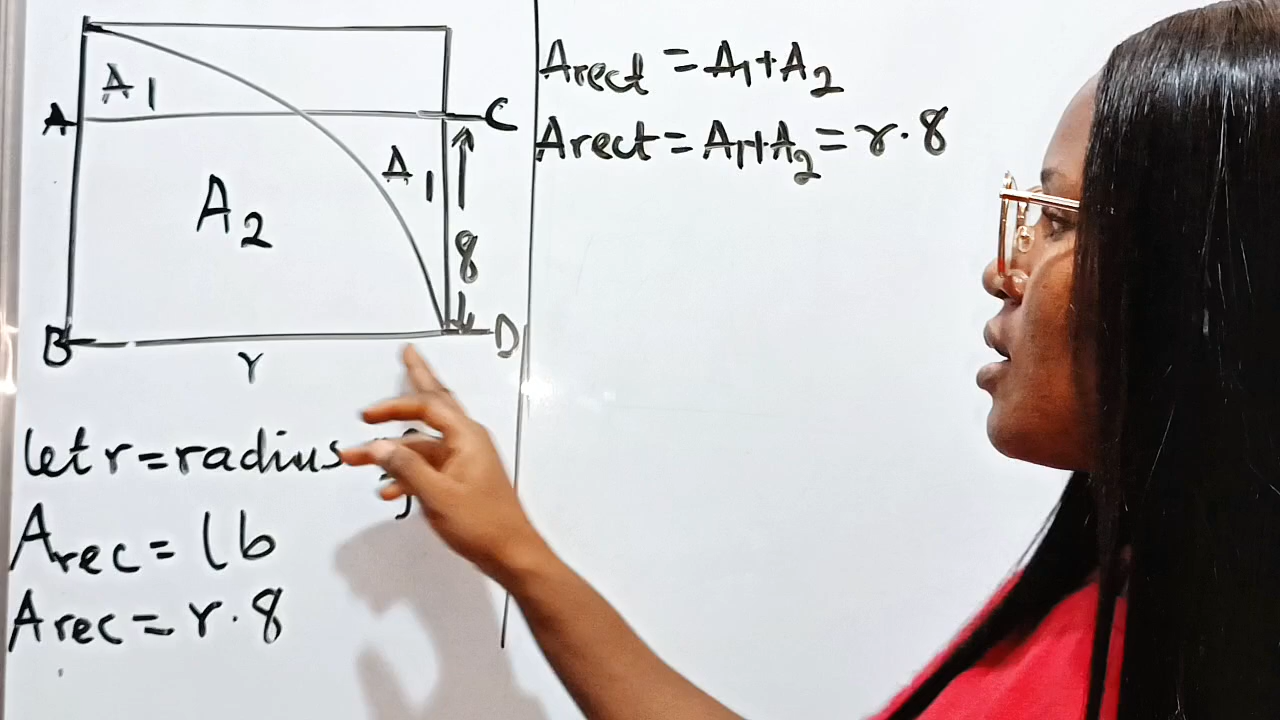 A1
A
C
A1
A2
8
B
r
D
let r = radius
Arec = lb
Arec = r.8
Arect = A1+A2
Arect = A1+A2 = r.8